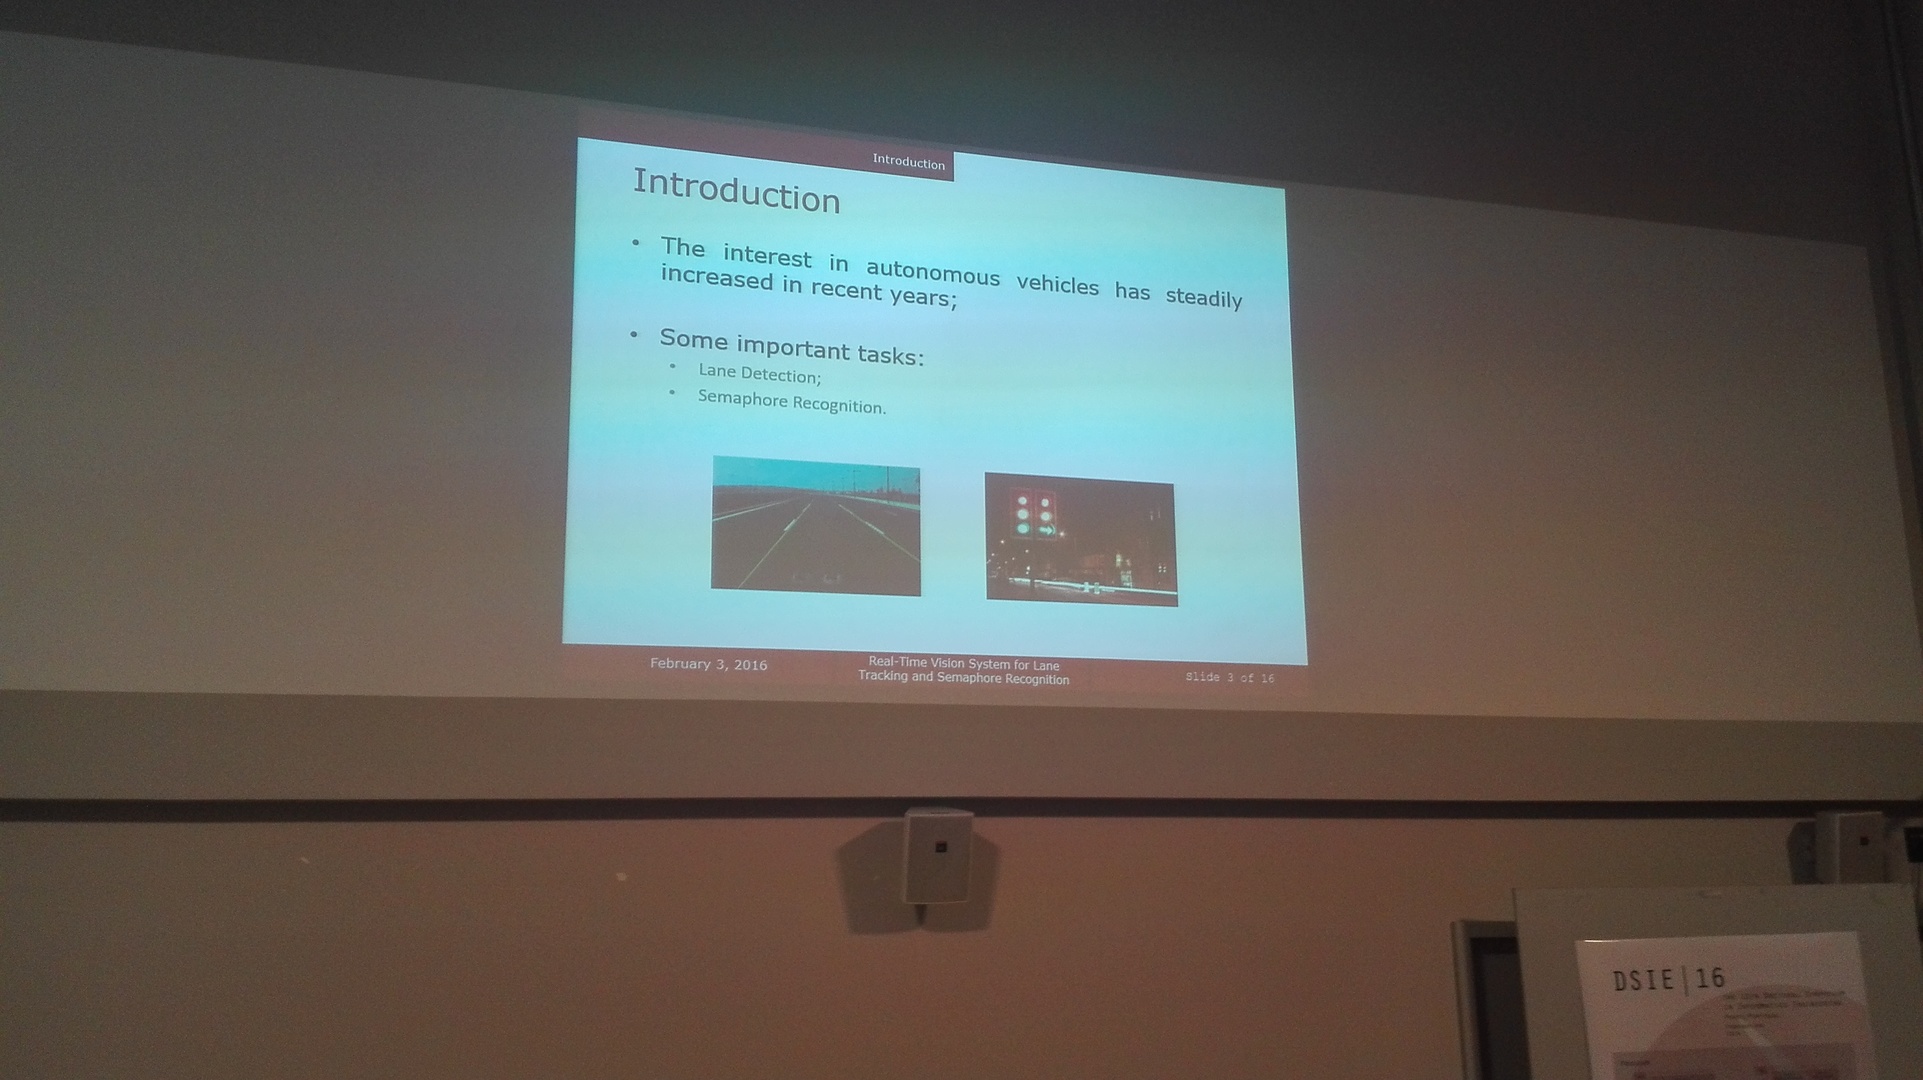 Introduction
Introduction
• The interest in autonomous vehicles has steadily
increased in recent years;
• Some important tasks:
• Lane Detection;
• Semaphore Recognition.
February 3, 2016
Real-Time Vision System for Lane
Tracking and Semaphore Recognition
Slide 3 of 16
DSIE|16